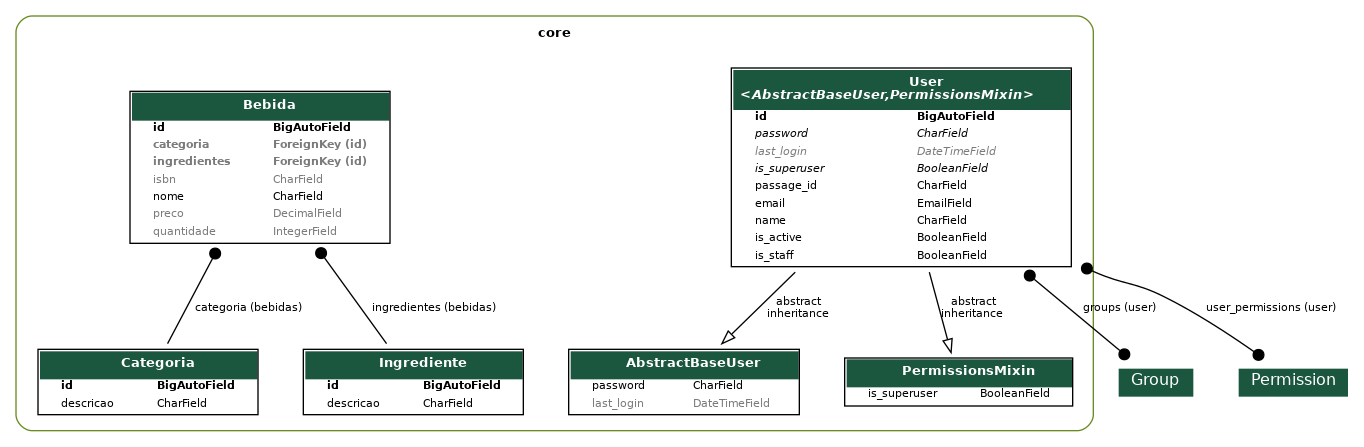 core
Bebida
id BigAutoField
categoria ForeignKey (id)
ingredientes ForeignKey (id)
isbn CharField
nome CharField
preco DecimalField
quantidade IntegerField
User
<AbstractBaseUser,PermissionsMixin>
id BigAutoField
password CharField
last_login DateTimeField
is_superuser BooleanField
passage_id CharField
email EmailField
name CharField
is_active BooleanField
is_staff BooleanField
categoria (bebidas)
ingredientes (bebidas)
abstract
inheritance
abstract
inheritance
groups (user)
user_permissions (user)
Categoria
id BigAutoField
descricao CharField
Ingrediente
id BigAutoField
descricao CharField
AbstractBaseUser
password CharField
last_login DateTimeField
PermissionsMixin
is_superuser BooleanField
Group
Permission